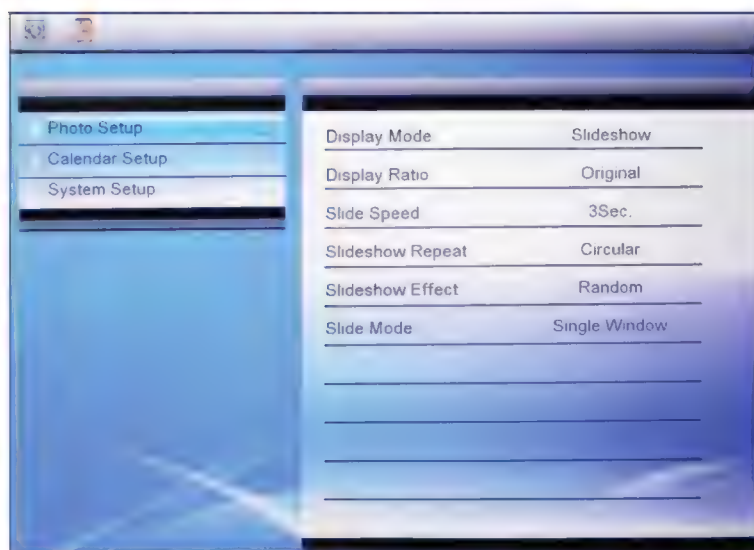 Photo Setup
Calendar Setup
System Setup
Display Mode Slideshow
Display Ratio Original
Slide Speed 3Sec.
Slideshow Repeat Circular
Slideshow Effect Random
Slide Mode Single Window